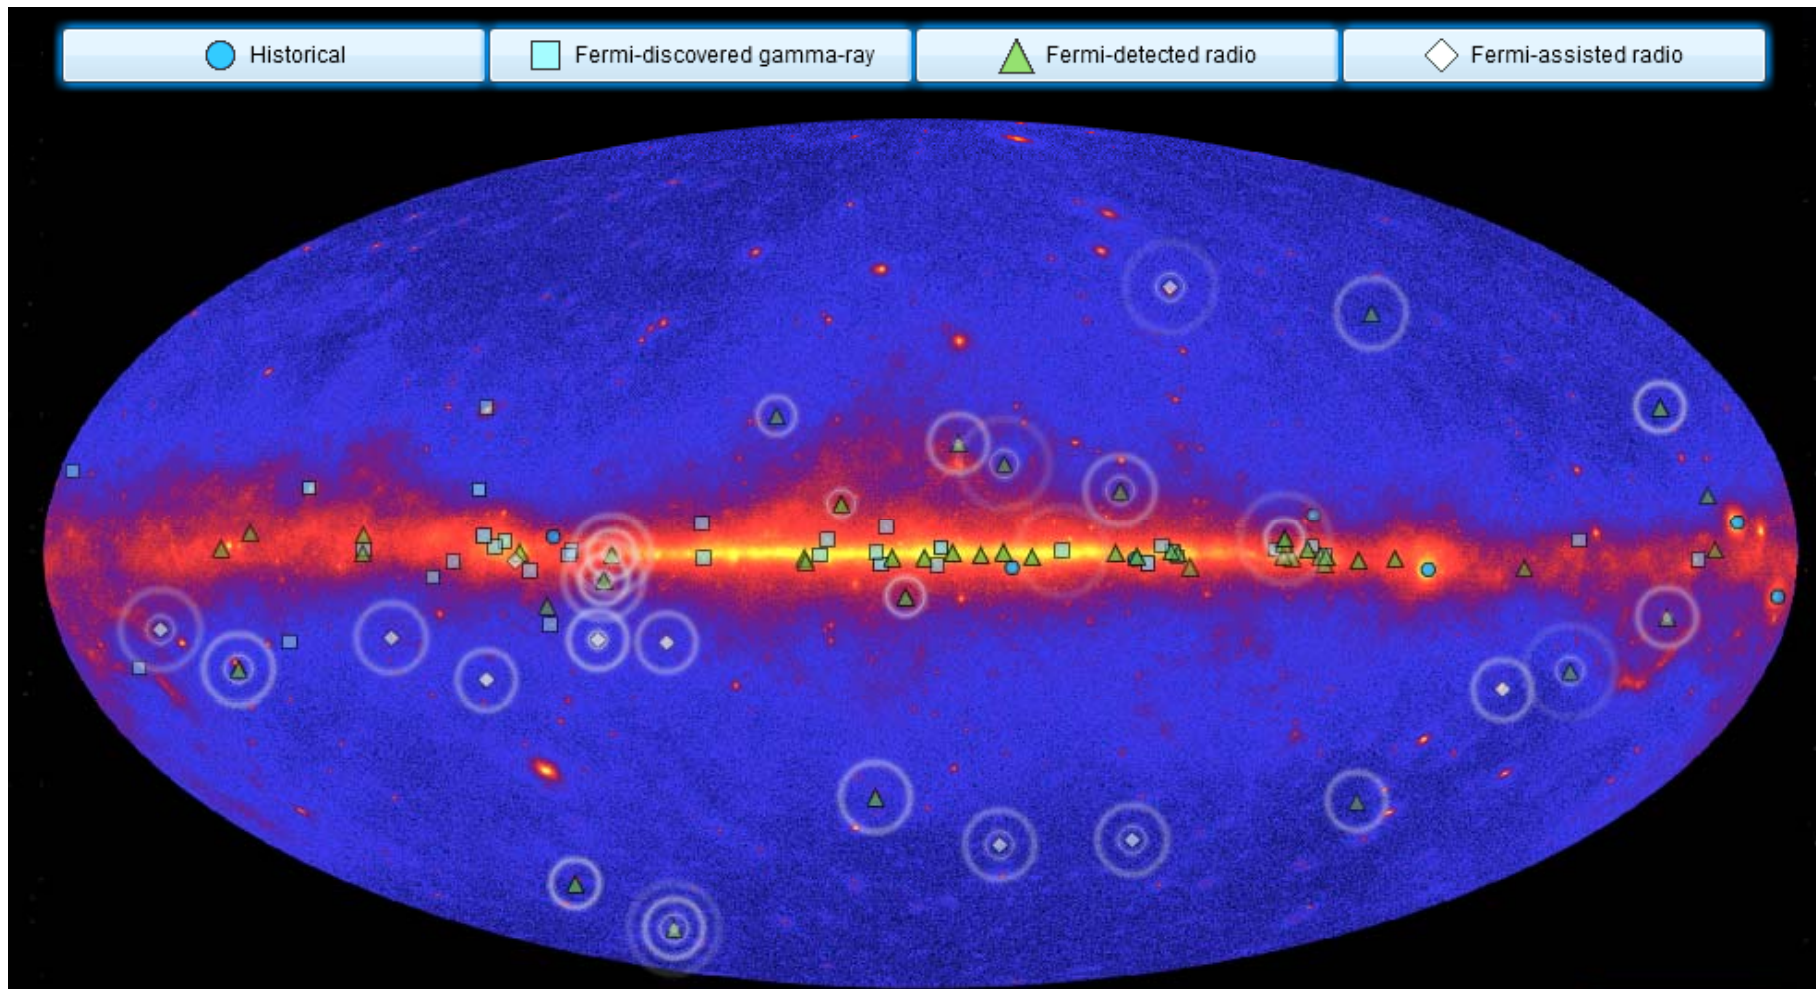 Historical
Fermi-discovered gamma-ray
Fermi-detected radio
Fermi-assisted radio